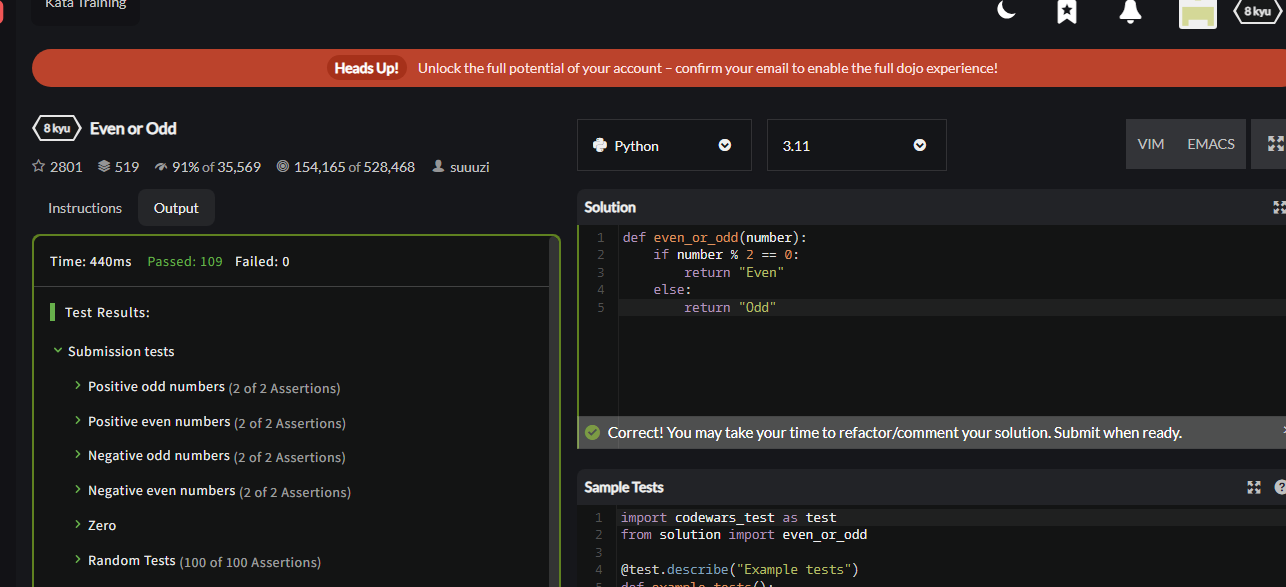 Kata Training
8 kyu
Heads Up! Unlock the full potential of your account – confirm your email to enable the full dojo experience!
8 kyu Even or Odd
2801 519 91% of 35,569 154,165 of 528,468 suuuzi
Instructions Output
Time: 440ms Passed: 109 Failed: 0
Test Results:
Submission tests
Positive odd numbers (2 of 2 Assertions)
Positive even numbers (2 of 2 Assertions)
Negative odd numbers (2 of 2 Assertions)
Negative even numbers (2 of 2 Assertions)
Zero
Random Tests (100 of 100 Assertions)
Python 3.11 VIM EMACS
Solution
1 def even_or_odd(number):
2     if number % 2 == 0:
3         return "Even"
4     else:
5         return "Odd"
Correct! You may take your time to refactor/comment your solution. Submit when ready.
Sample Tests
1 import codewars_test as test
2 from solution import even_or_odd
3
4 @test.describe("Example tests")
5 def example_tests():